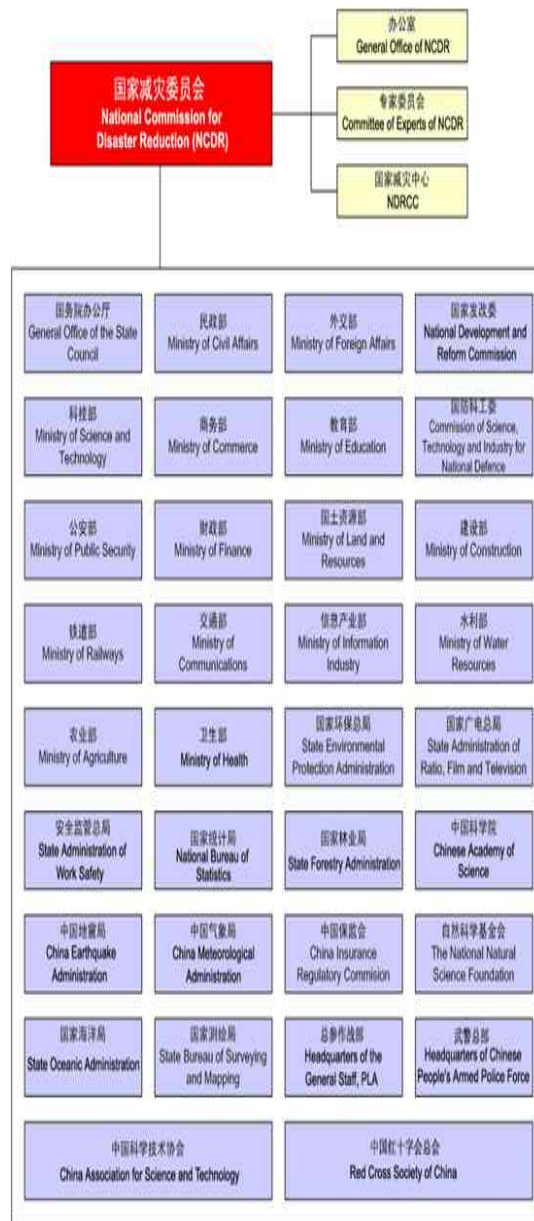 办公室
General Office of NCDR
国家减灾委员会
National Commission for
Disaster Reduction (NCDR)
专家委员会
Committee of Experts of NCDR
国家减灾中心
NDRCC
国务院办公厅
General Office of the State
Council
民政部
Ministry of Civil Affairs
外交部
Ministry of Foreign Affairs
国家发改委
National Development and
Reform Commission
科技部
Ministry of Science and
Technology
商务部
Ministry of Commerce
教育部
Ministry of Education
国防科工委
Commission of Science,
Technology and Industry for
National Defence
公安部
Ministry of Public Security
财政部
Ministry of Finance
国土资源部
Ministry of Land and
Resources
建设部
Ministry of Construction
铁道部
Ministry of Railways
交通部
Ministry of
Communications
信息产业部
Ministry of Information
Industry
水利部
Ministry of Water
Resources
农业部
Ministry of Agriculture
卫生部
Ministry of Health
国家环保总局
State Environmental
Protection Administration
国家广电总局
State Administration of
Ratio, Film and Television
安全监管总局
State Administration of
Work Safety
国家统计局
National Bureau of
Statistics
国家林业局
State Forestry Administration
中国科学院
Chinese Academy of
Science
中国地震局
China Earthquake
Administration
中国气象局
China Meteorological
Administration
中国保监会
China Insurance
Regulatory Commision
自然科学基金会
The National Natural
Science Foundation
国家海洋局
State Oceanic Administration
国家测绘局
State Bureau of Surveying
and Mapping
总参作战部
Headquarters of the
General Staff, PLA
武警总部
Headquarters of Chinese
People's Armed Police Force
中国科学技术协会
China Association for Science and Technology
中国红十字会总会
Red Cross Society of China